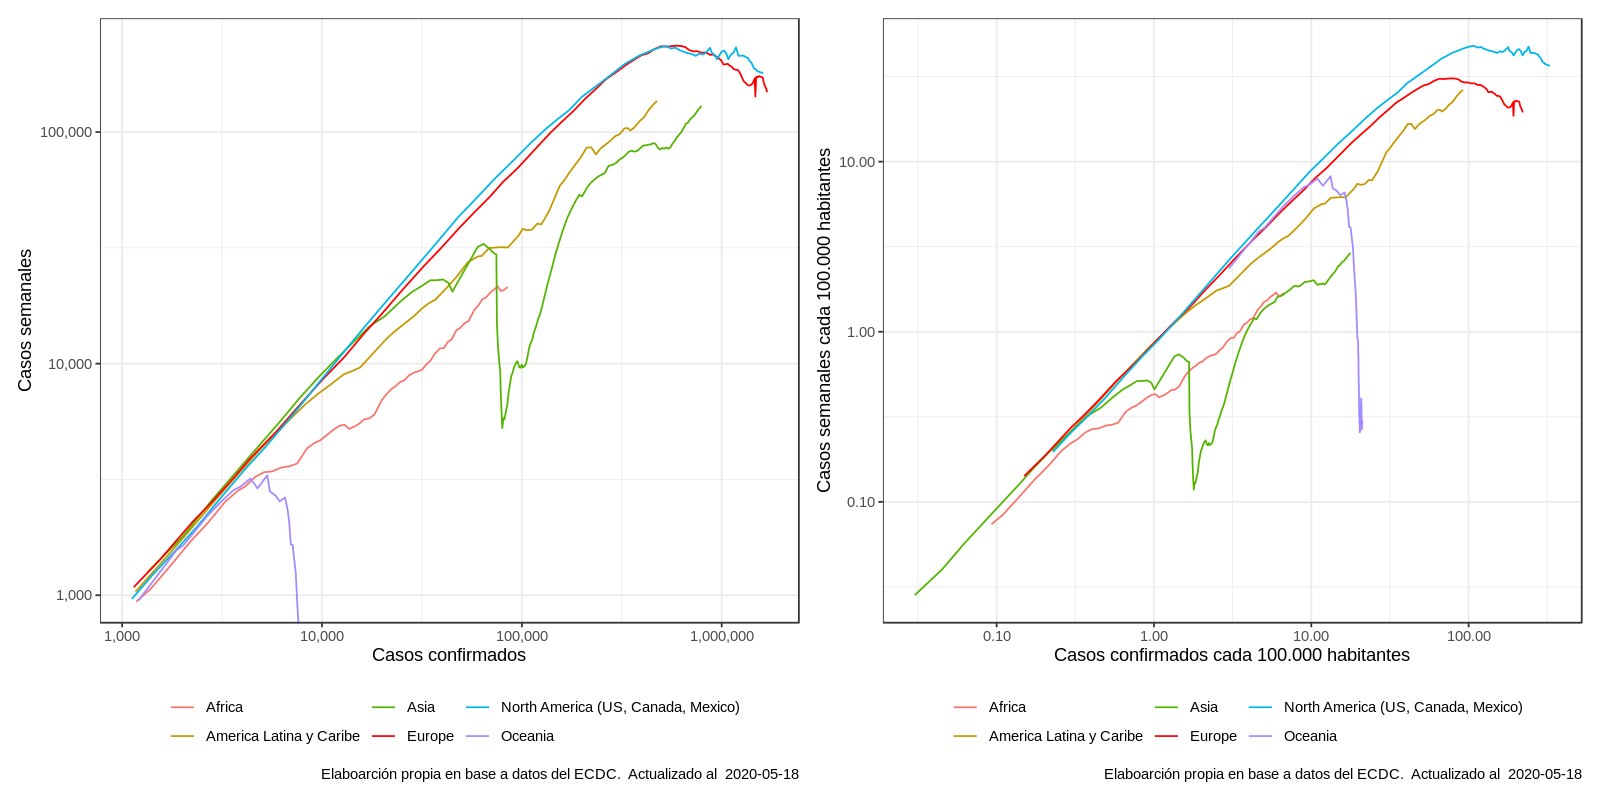 Casos semanales
100,000
10,000
1,000
1,000
10,000
100,000
1,000,000
Casos confirmados
Africa
Asia
North America (US, Canada, Mexico)
America Latina y Caribe
Europe
Oceania
Elaboarción propia en base a datos del ECDC.  Actualizado al  2020-05-18
Casos semanales cada 100.000 habitantes
10.00
1.00
0.10
0.10
1.00
10.00
100.00
Casos confirmados cada 100.000 habitantes
Africa
Asia
North America (US, Canada, Mexico)
America Latina y Caribe
Europe
Oceania
Elaboarción propia en base a datos del ECDC.  Actualizado al  2020-05-18